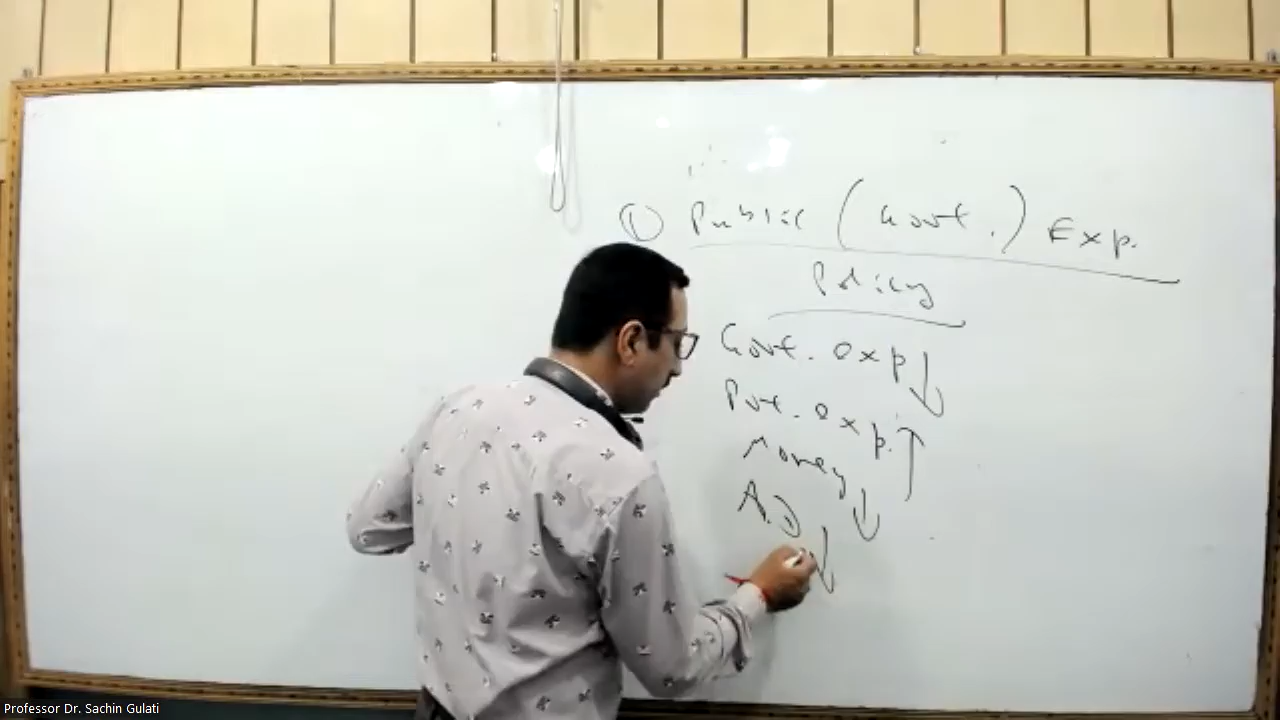 ① Public (Govt.) Exp.
Policy
Govt. exp ↓
Pvt. exp. ↑
Money ↓
A.D ↓
Professor Dr. Sachin Gulati